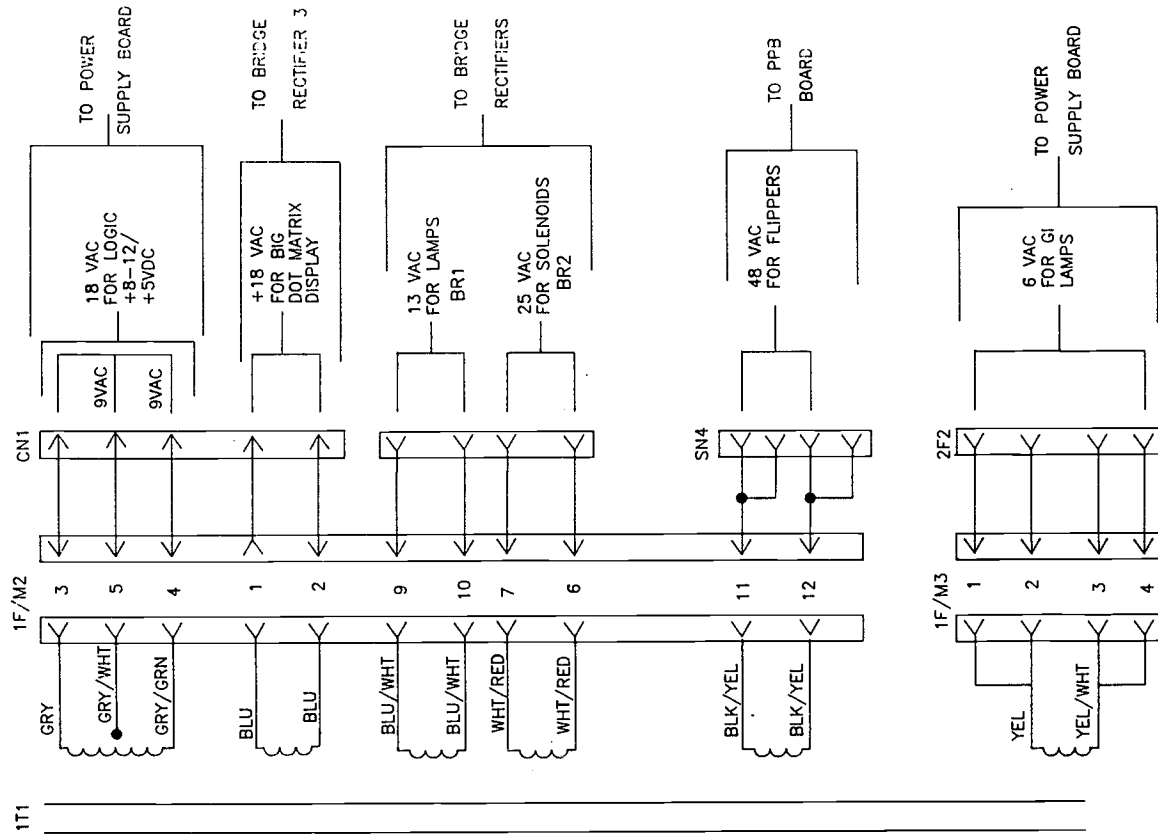 TO POWER
SUPPLY BOARD
TO BRIDGE
RECTIFIER 3
TO BRIDGE
RECTIFIERS
TO PPB
BOARD
TO POWER
SUPPLY BOARD
18 VAC
FOR LOGIC
+8-12/
+5VDC
+18 VAC
FOR BIG
DOT MATRIX
DISPLAY
13 VAC
FOR LAMPS
BR1
25 VAC
FOR SOLENOIDS
BR2
48 VAC
FOR FLIPPERS
6 VAC
FOR GI
LAMPS
9VAC
9VAC
CN1
SN4
2F2
1F/M2
3
5
4
1
2
9
10
7
6
11
12
1F/M3
1
2
3
4
GRY
GRY/WHT
GRY/GRN
BLU
BLU
BLU/WHT
BLU/WHT
WHT/RED
WHT/RED
BLK/YEL
BLK/YEL
YEL
YEL/WHT
1T1